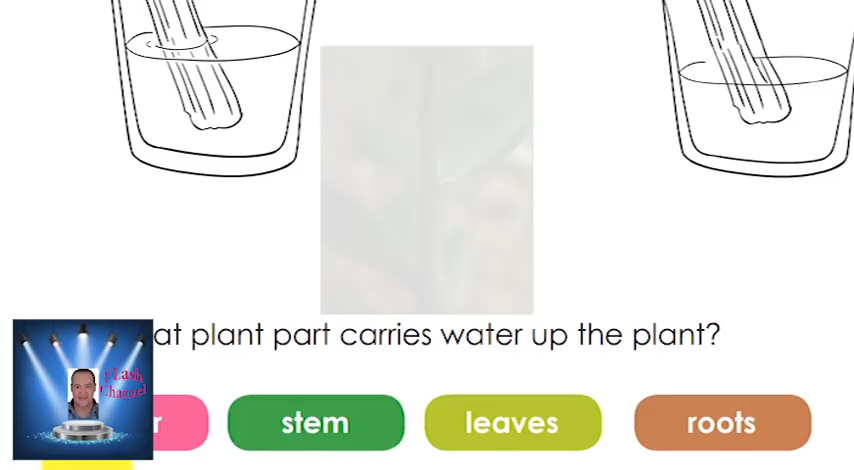 at plant part carries water up the plant?
r stem leaves roots
FLash
Channel